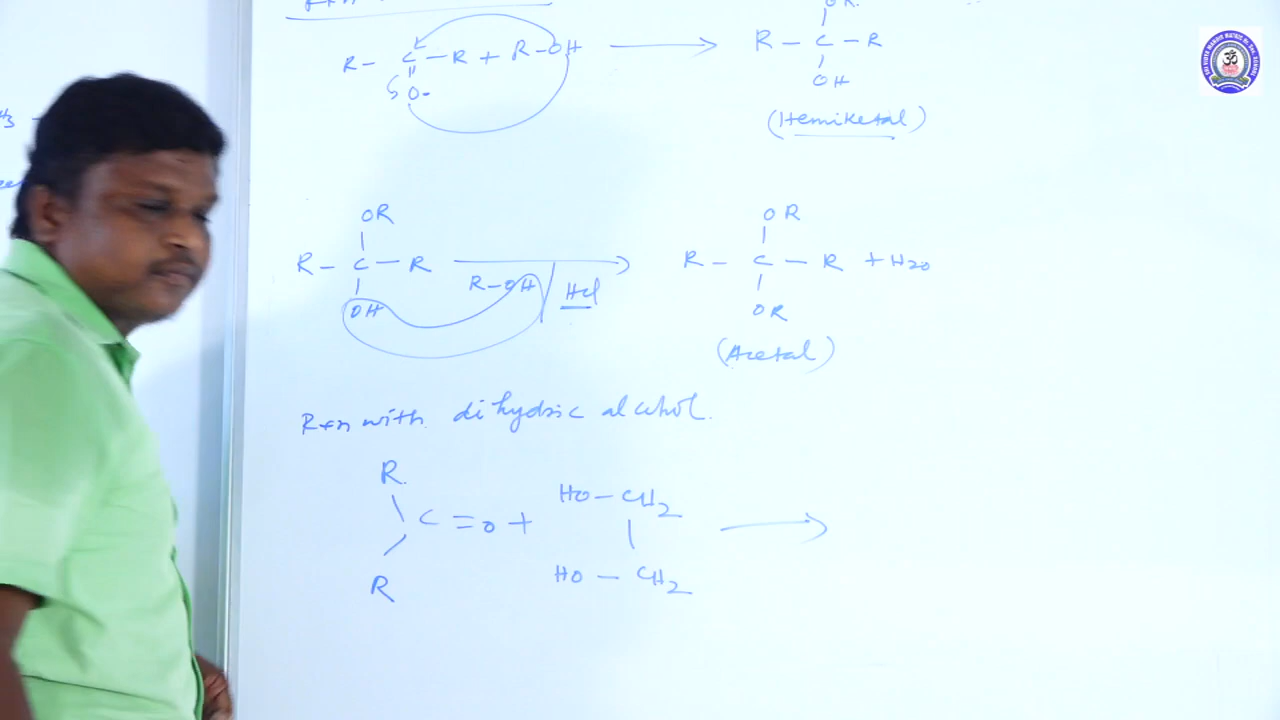 OR
R – C – R + R – OH ⟶ R – C – R
O
OH
(Hemiketal)
OR
OR
R – C – R ⟶ R – C – R + H2O
R – OH
HCl
OH
OR
(Acetal)
Rxn with dihydric alcohol.
R
HO – CH2
C = O + ⟶
R
HO – CH2